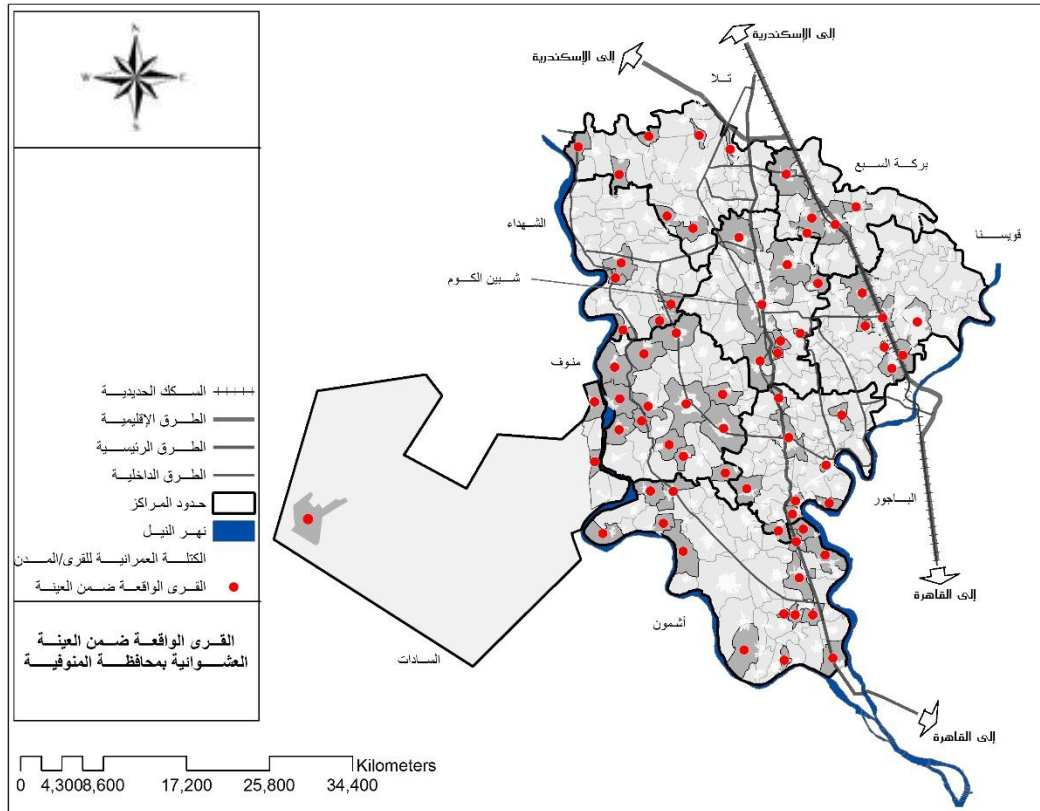 N
W
E
S
السكك الحديدية
الطرق الإقليمية
الطرق الرئيسية
الطرق الداخلية
حدود المراكز
نهر النيل
الكتلة العمرانية للقرى/المدن
القرى الواقعة ضمن العينة
القرى الواقعة ضمن العينة
العشوائية بمحافظة المنوفية
إلى الإسكندرية
إلى الإسكندرية
تلا
بركة السبع
الشهداء
قويسنا
شبين الكوم
منوف
الباجور
إلى القاهرة
أشمون
السادات
إلى القاهرة
Kilometers
0 4,300 8,600 17,200 25,800 34,400